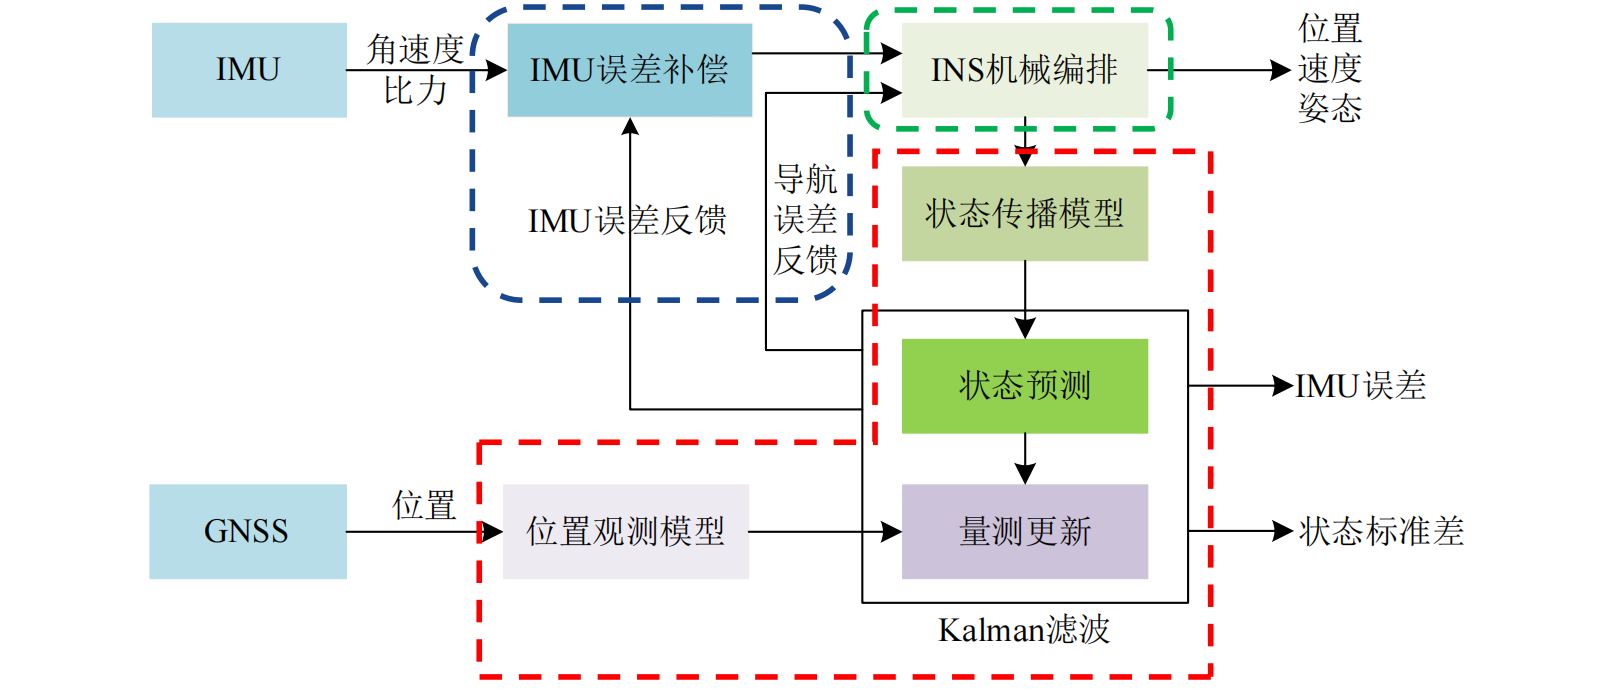 IMU
角速度
比力
IMU误差补偿
INS机械编排
位置
速度
姿态
IMU误差反馈
导航
误差
反馈
状态传播模型
状态预测
IMU误差
GNSS
位置
位置观测模型
量测更新
状态标准差
Kalman滤波